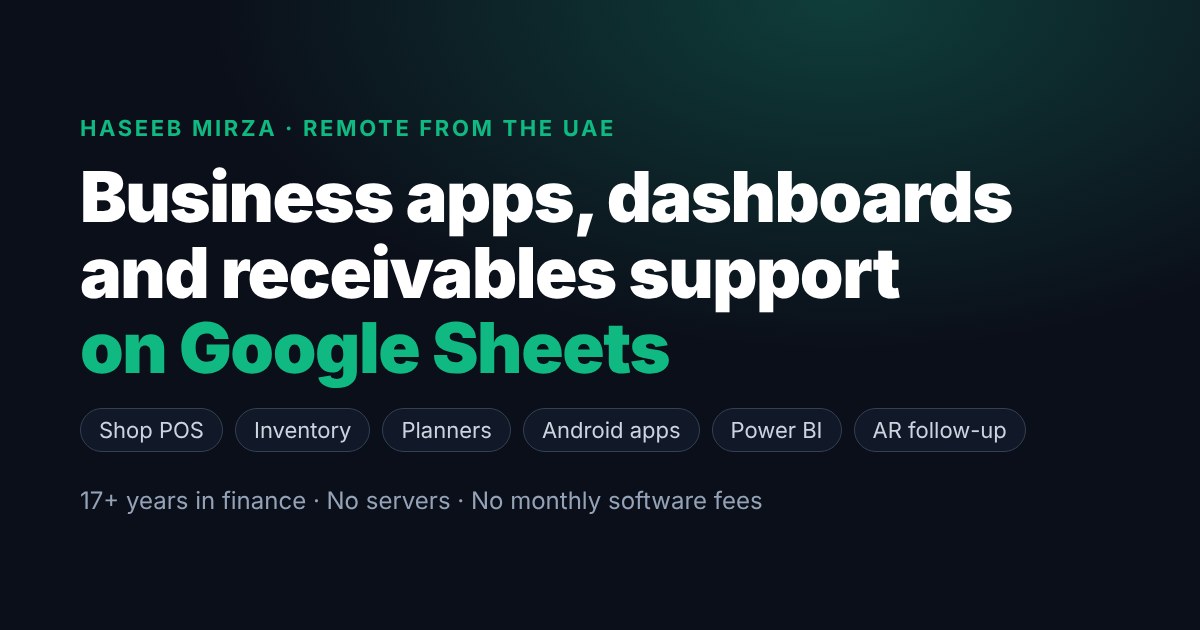 HASEEB MIRZA · REMOTE FROM THE UAE
Business apps, dashboards
and receivables support
on Google Sheets
Shop POS Inventory Planners Android apps Power BI AR follow-up
17+ years in finance · No servers · No monthly software fees